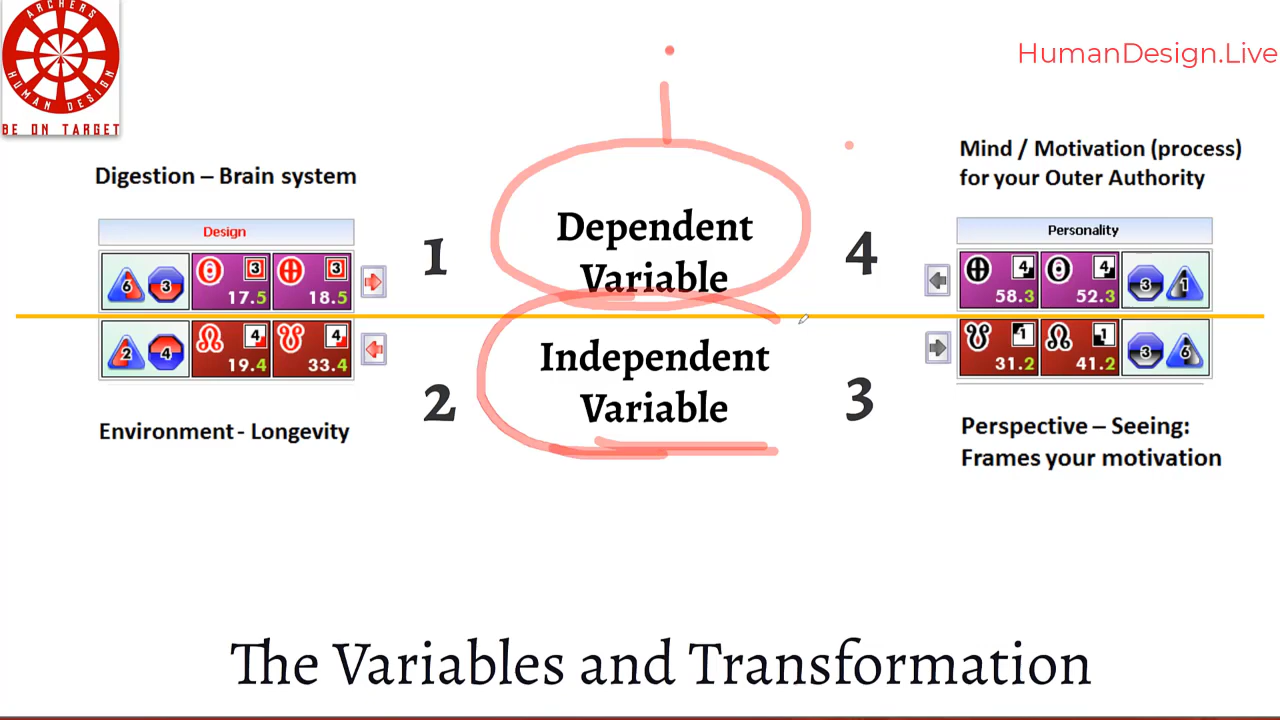 ARCHERS
HUMAN DESIGN
BE ON TARGET
HumanDesign.Live
Digestion – Brain system
Design
6 3 3 17.5 3 18.5
2 4 4 19.4 4 33.4
Environment - Longevity
1
2
Dependent
Variable
Independent
Variable
4
3
Mind / Motivation (process)
for your Outer Authority
Personality
4 58.3 4 52.3 3 1
1 31.2 1 41.2 3 6
Perspective – Seeing:
Frames your motivation
The Variables and Transformation